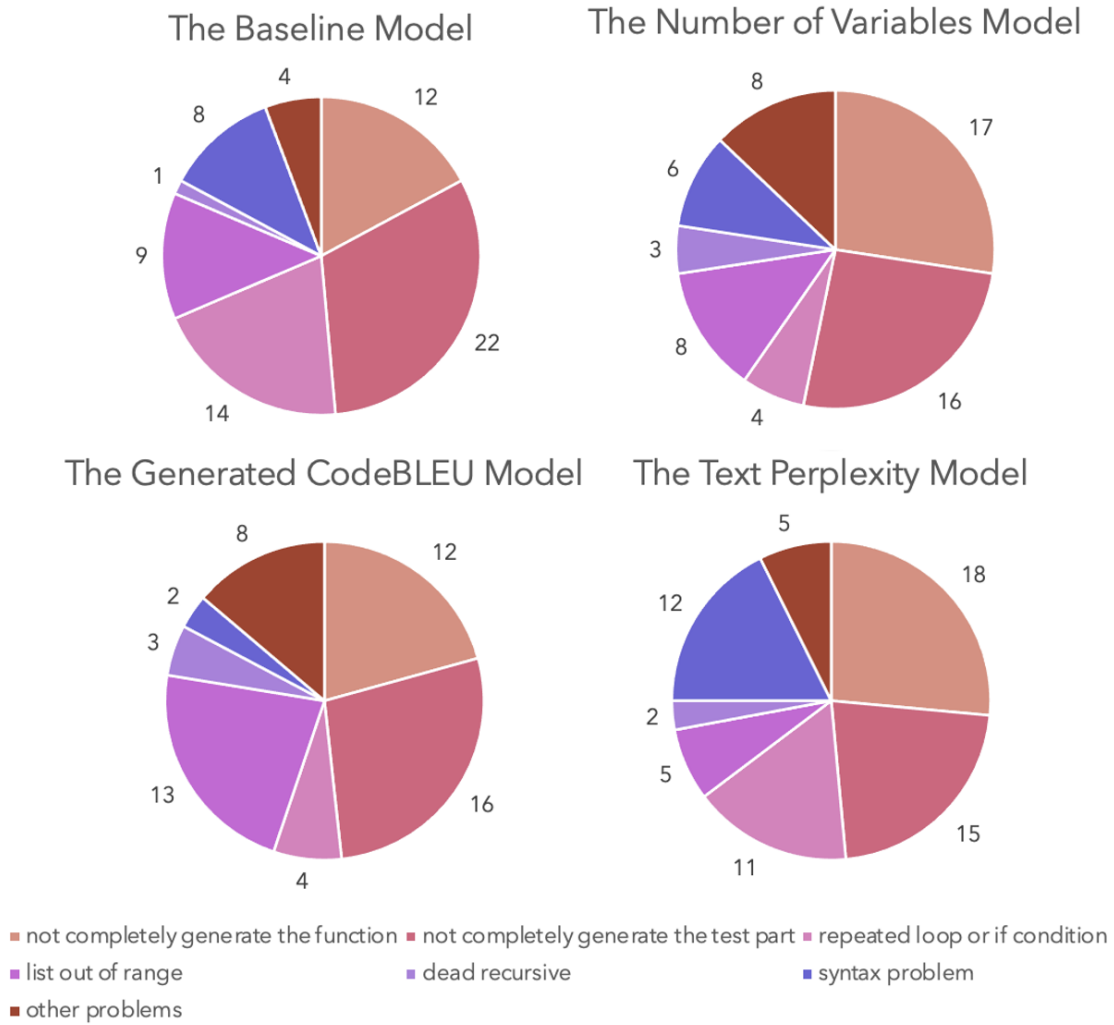 The Baseline Model
4
12
8
1
9
22
14
The Number of Variables Model
8
17
6
3
8
16
4
The Generated CodeBLEU Model
8
12
2
3
13
16
4
The Text Perplexity Model
5
18
12
2
5
15
11
not completely generate the function
not completely generate the test part
repeated loop or if condition
list out of range
dead recursive
syntax problem
other problems